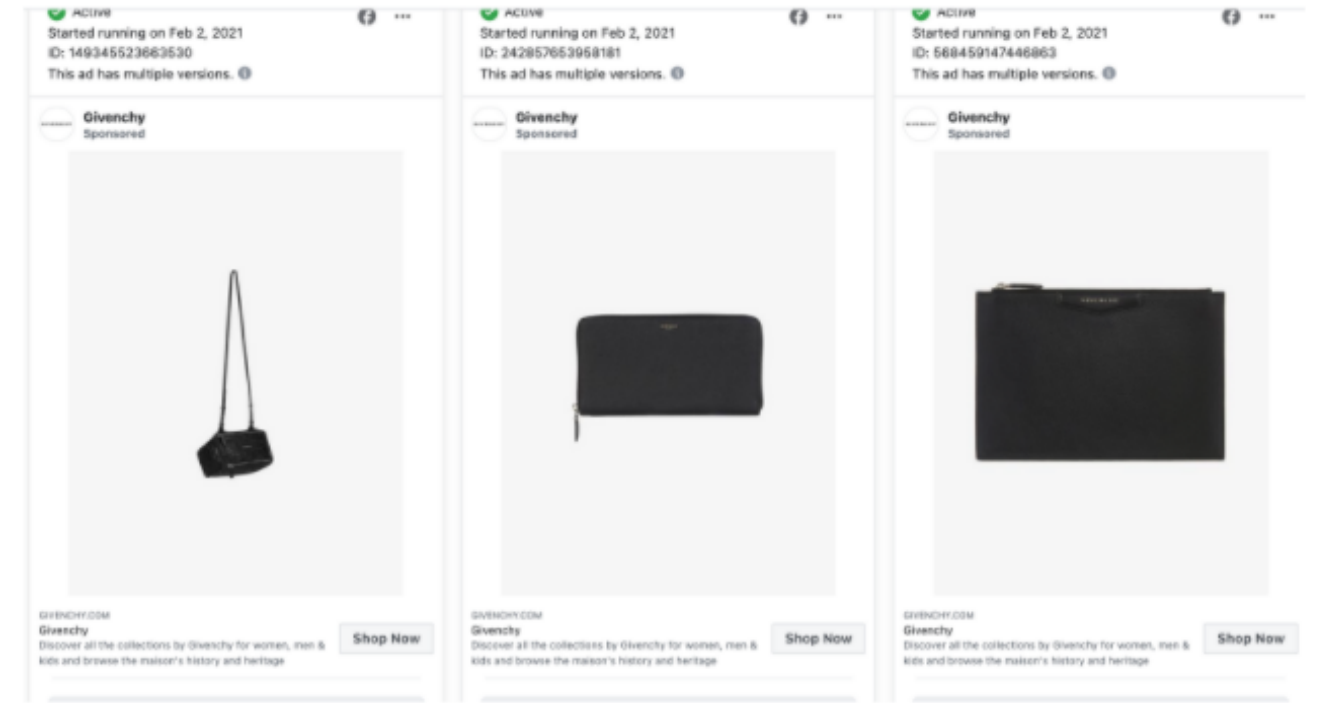 Active
Started running on Feb 2, 2021
ID: 149345523663530
This ad has multiple versions.
Givenchy
Sponsored
GIVENCHY.COM
Givenchy
Discover all the collections by Givenchy for women, men &
kids and browse the maison's history and heritage
Shop Now
Active
Started running on Feb 2, 2021
ID: 242857653958181
This ad has multiple versions.
Givenchy
Sponsored
GIVENCHY.COM
Givenchy
Discover all the collections by Givenchy for women, men &
kids and browse the maison's history and heritage
Shop Now
Active
Started running on Feb 2, 2021
ID: 568459147446863
This ad has multiple versions.
Givenchy
Sponsored
GIVENCHY
GIVENCHY.COM
Givenchy
Discover all the collections by Givenchy for women, men &
kids and browse the maison's history and heritage
Shop Now